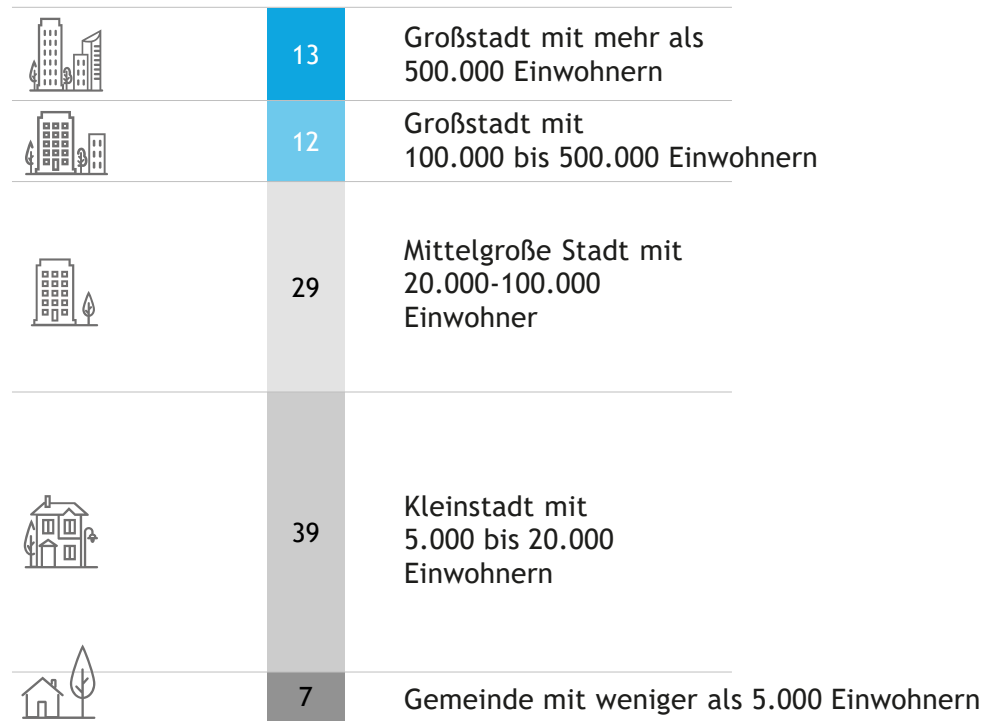 13
Großstadt mit mehr als
500.000 Einwohnern
12
Großstadt mit
100.000 bis 500.000 Einwohnern
29
Mittelgroße Stadt mit
20.000-100.000
Einwohner
39
Kleinstadt mit
5.000 bis 20.000
Einwohnern
7
Gemeinde mit weniger als 5.000 Einwohnern